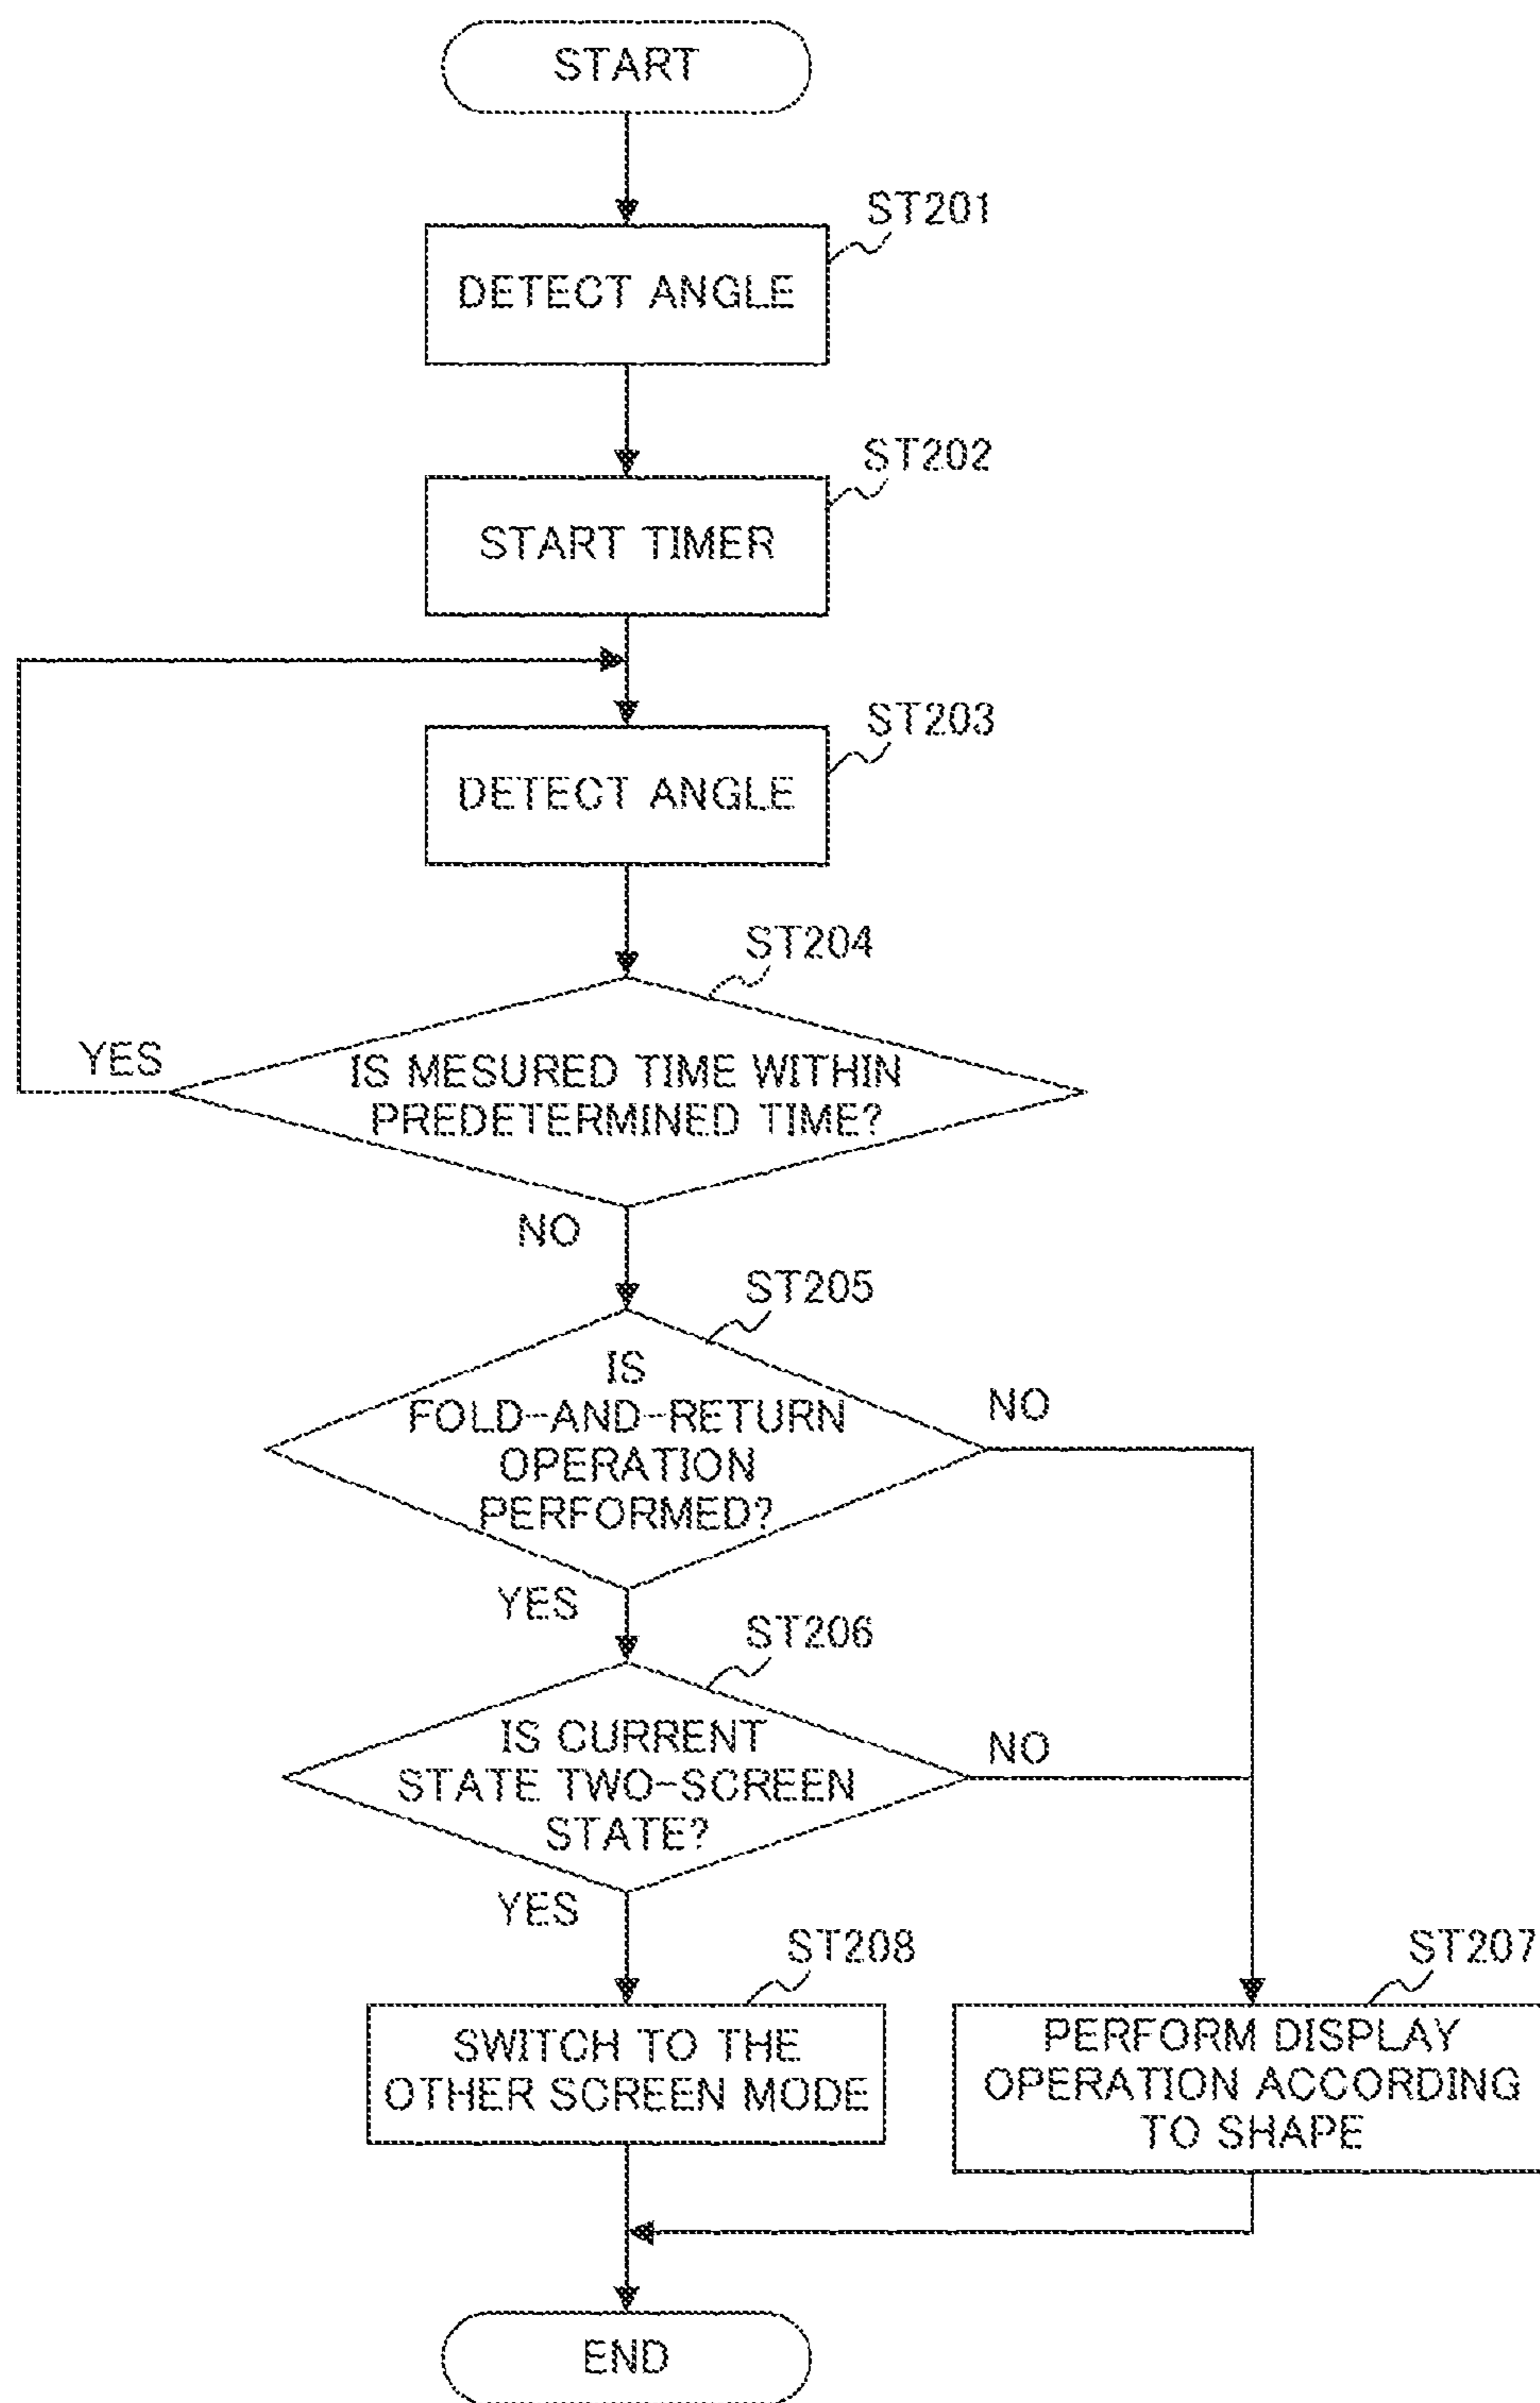 START
ST201
DETECT ANGLE
ST202
START TIMER
ST203
DETECT ANGLE
ST204
YES
IS MESURED TIME WITHIN
PREDETERMINED TIME?
NO
ST205
IS
FOLD-AND-RETURN
OPERATION
PERFORMED?
NO
YES
ST206
IS CURRENT
STATE TWO-SCREEN
STATE?
NO
YES
ST208
SWITCH TO THE
OTHER SCREEN MODE
ST207
PERFORM DISPLAY
OPERATION ACCORDING
TO SHAPE
END